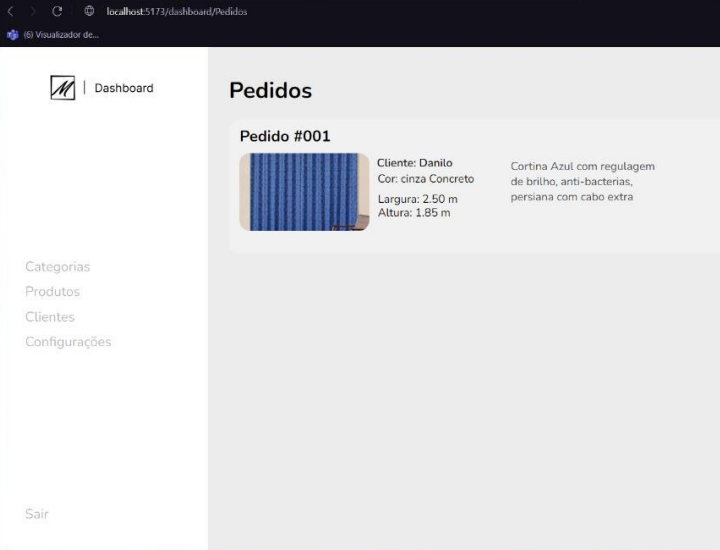 localhost:5173/dashboard/Pedidos
(6) Visualizador de...
| Dashboard
Categorias
Produtos
Clientes
Configurações
Sair
Pedidos
Pedido #001
Cliente: Danilo
Cor: cinza Concreto
Largura: 2.50 m
Altura: 1.85 m
Cortina Azul com regulagem
de brilho, anti-bacterias,
persiana com cabo extra